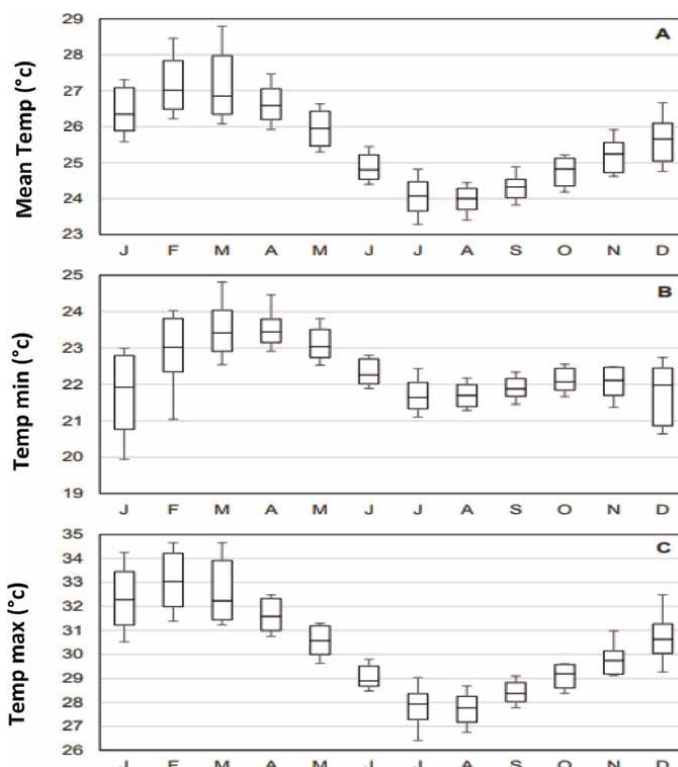 Mean Temp (°c)
29
28
27
26
25
24
23
A
J F M A M J J A S O N D
Temp min (°c)
25
24
23
22
21
20
19
B
J F M A M J J A S O N D
Temp max (°c)
35
34
33
32
31
30
29
28
27
26
C
J F M A M J J A S O N D